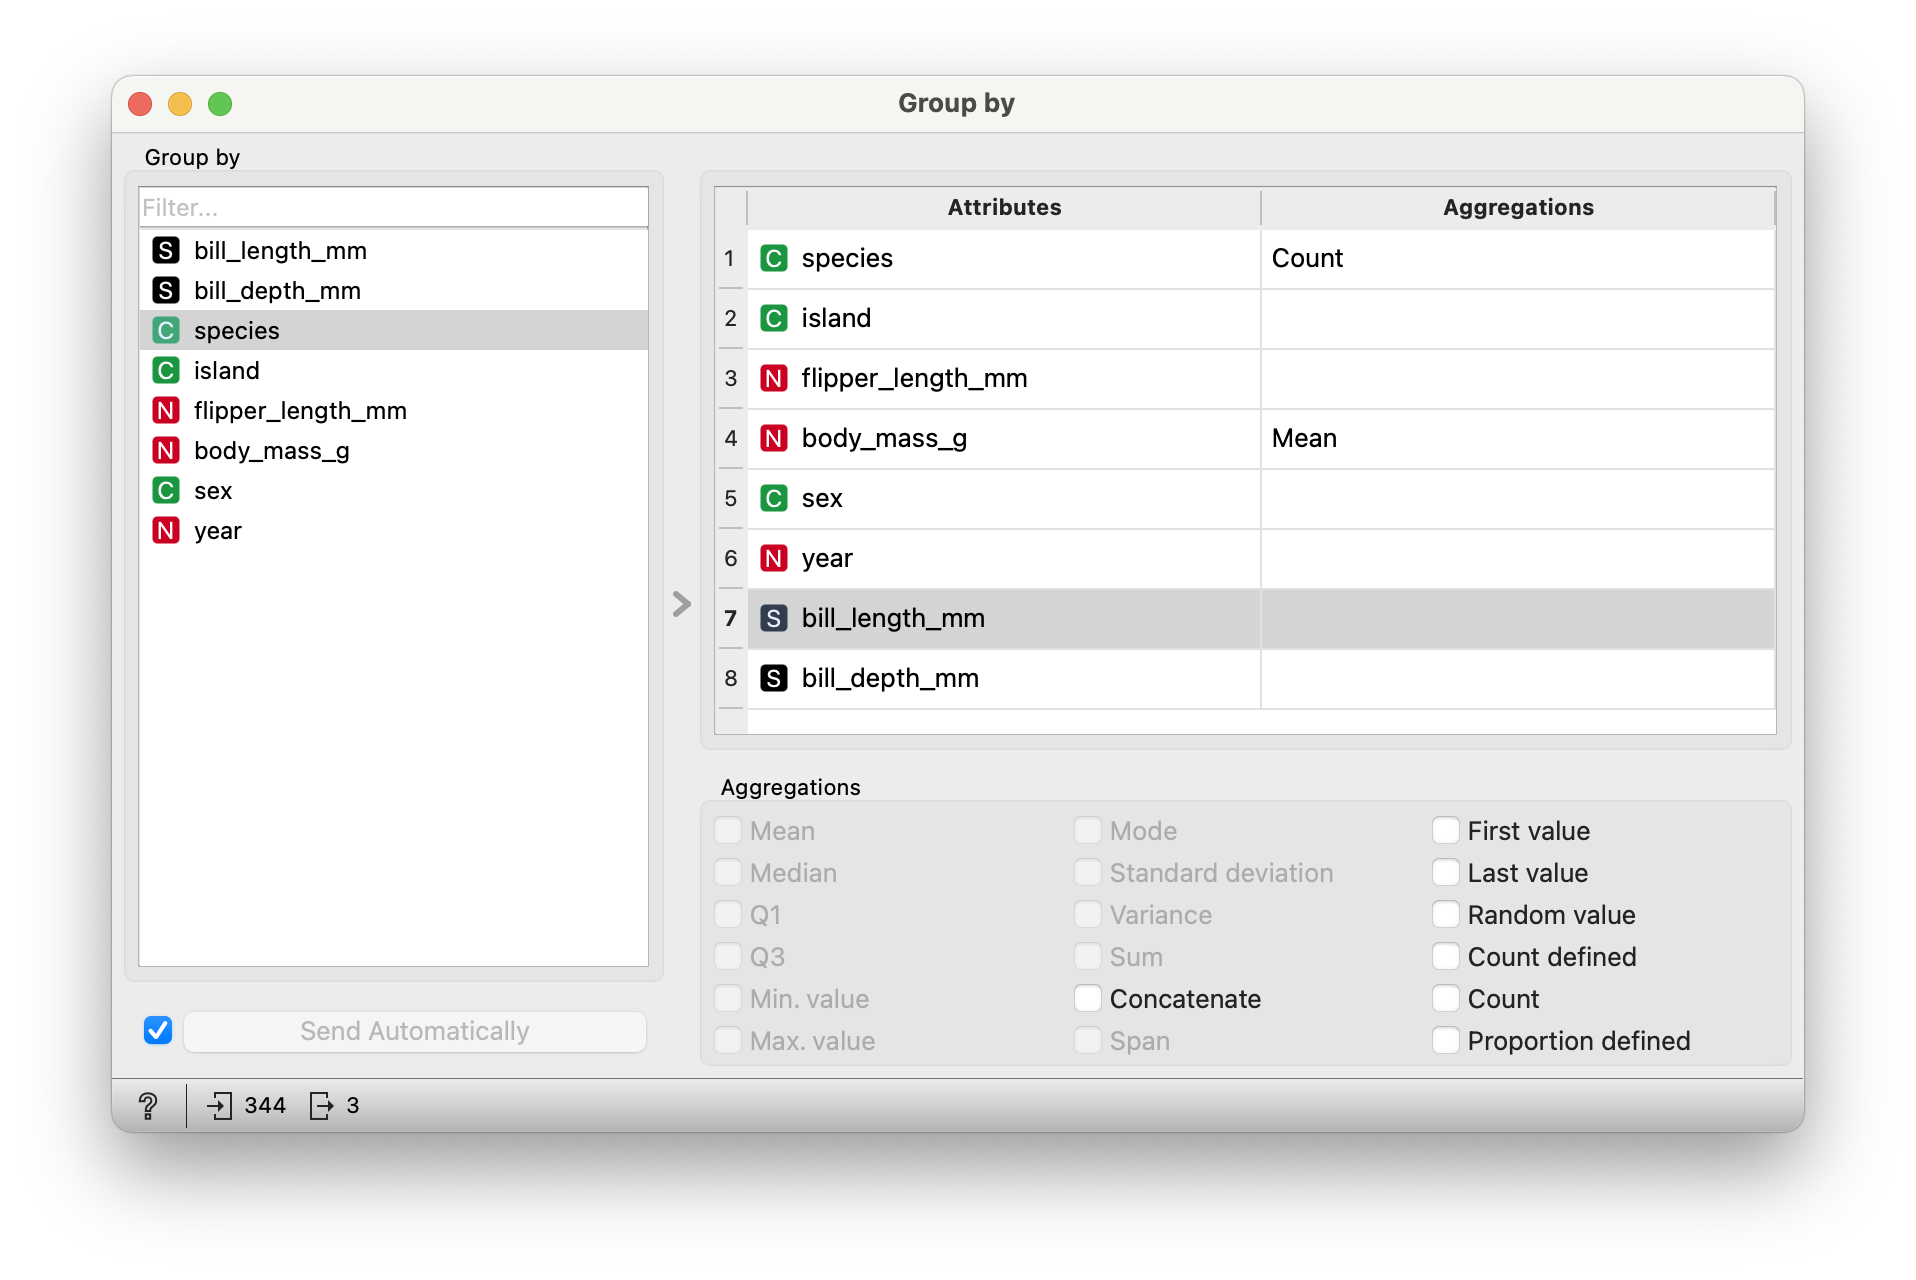 Group by
Group by
Filter...
S bill_length_mm
S bill_depth_mm
C species
C island
N flipper_length_mm
N body_mass_g
C sex
N year
Send Automatically
Attributes Aggregations
1 C species Count
2 C island
3 N flipper_length_mm
4 N body_mass_g Mean
5 C sex
6 N year
7 S bill_length_mm
8 S bill_depth_mm
Aggregations
Mean Mode First value
Median Standard deviation Last value
Q1 Variance Random value
Q3 Sum Count defined
Min. value Concatenate Count
Max. value Span Proportion defined
? 344 3